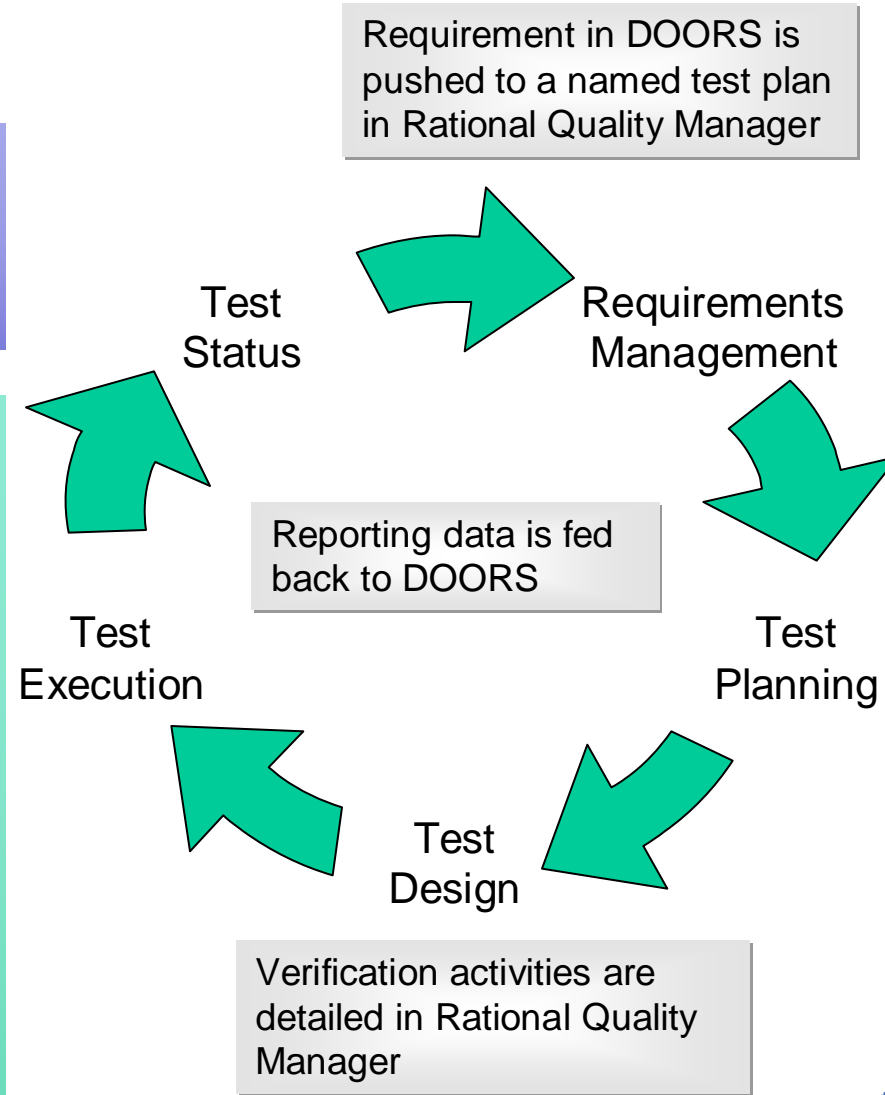 Requirement in DOORS is
pushed to a named test plan
in Rational Quality Manager
Test
Status
Requirements
Management
Reporting data is fed
back to DOORS
Test
Execution
Test
Planning
Test
Design
Verification activities are
detailed in Rational Quality
Manager